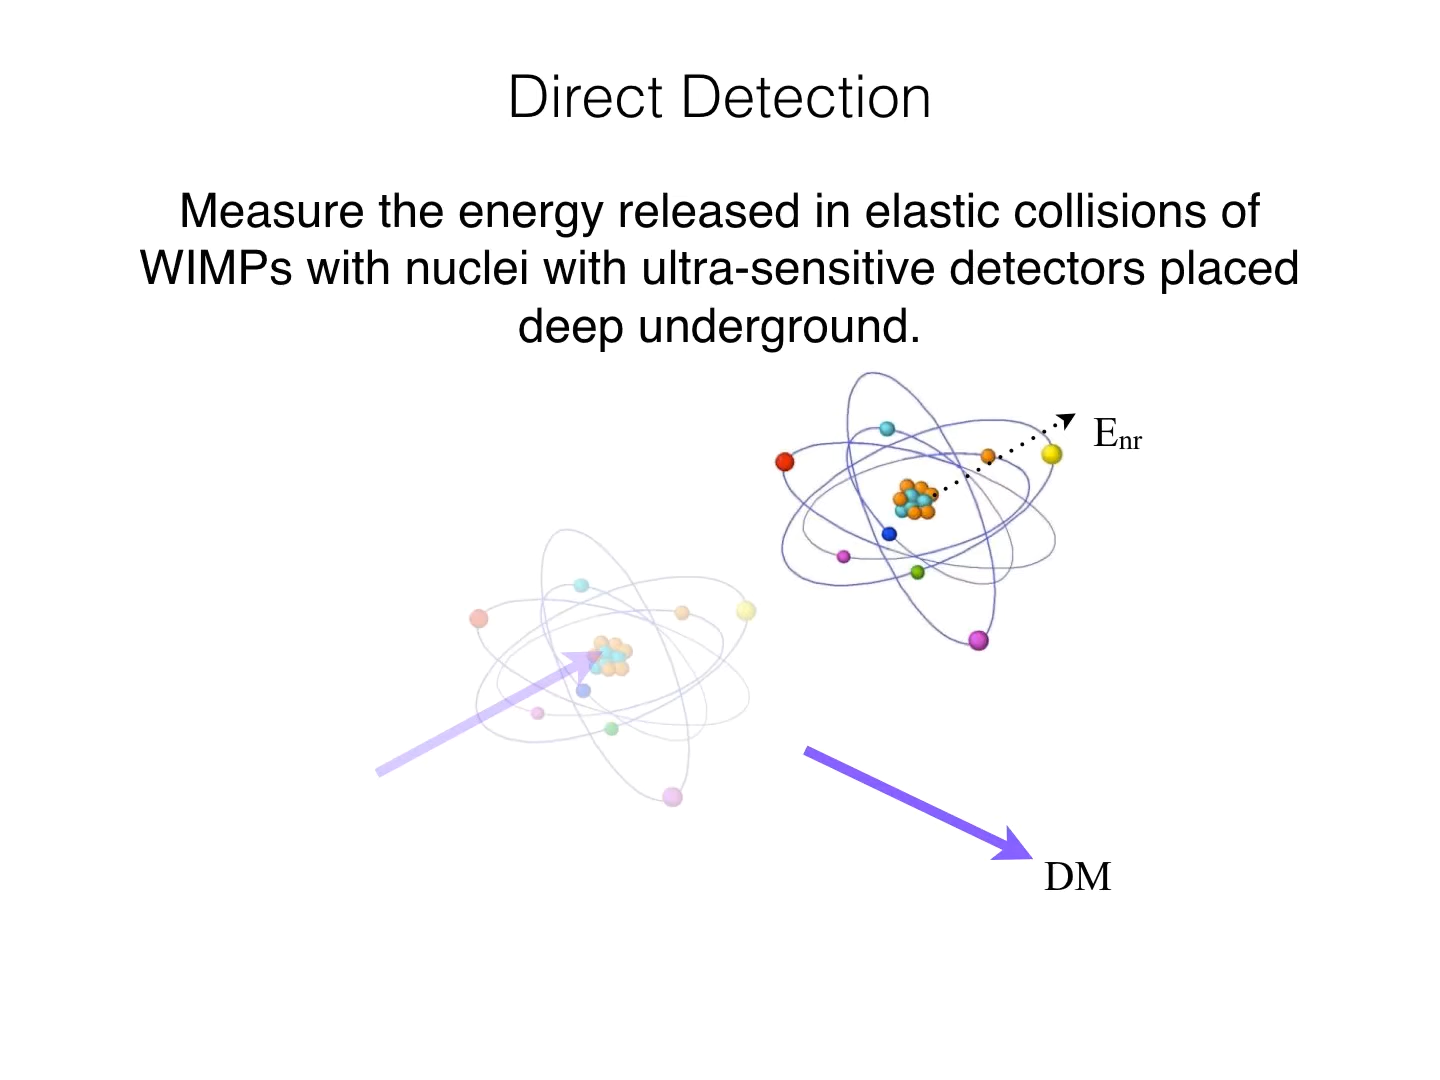 Direct Detection
Measure the energy released in elastic collisions of
WIMPs with nuclei with ultra-sensitive detectors placed
deep underground.
Enr
DM